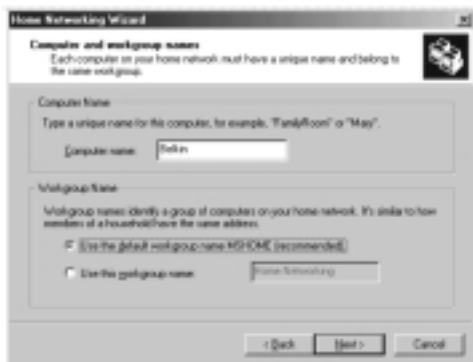 Home Networking Wizard
Computer and workgroup names
Each computer on your home network must have a unique name and belong to
the same workgroup.
Computer Name
Type a unique name for this computer, for example, "FamilyRoom" or "Mary".
Computer name:
Belkin
Workgroup Name
Workgroup names identify a group of computers on your home network. It's similar to how
members of a household have the same address.
Use the default workgroup name MSHOME (recommended).
Use this workgroup name:
Home Networking
< Back
Next >
Cancel